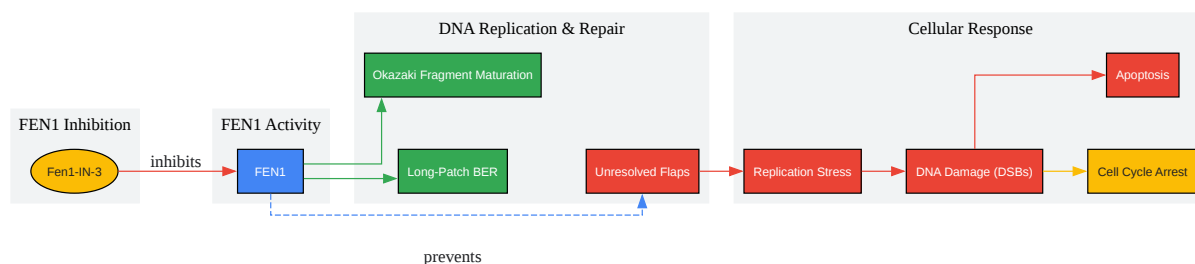 DNA Replication & Repair
Cellular Response
Okazaki Fragment Maturation
Apoptosis
FEN1 Inhibition
FEN1 Activity
Fen1-IN-3
inhibits
FEN1
Long-Patch BER
Unresolved Flaps
Replication Stress
DNA Damage (DSBs)
Cell Cycle Arrest
prevents